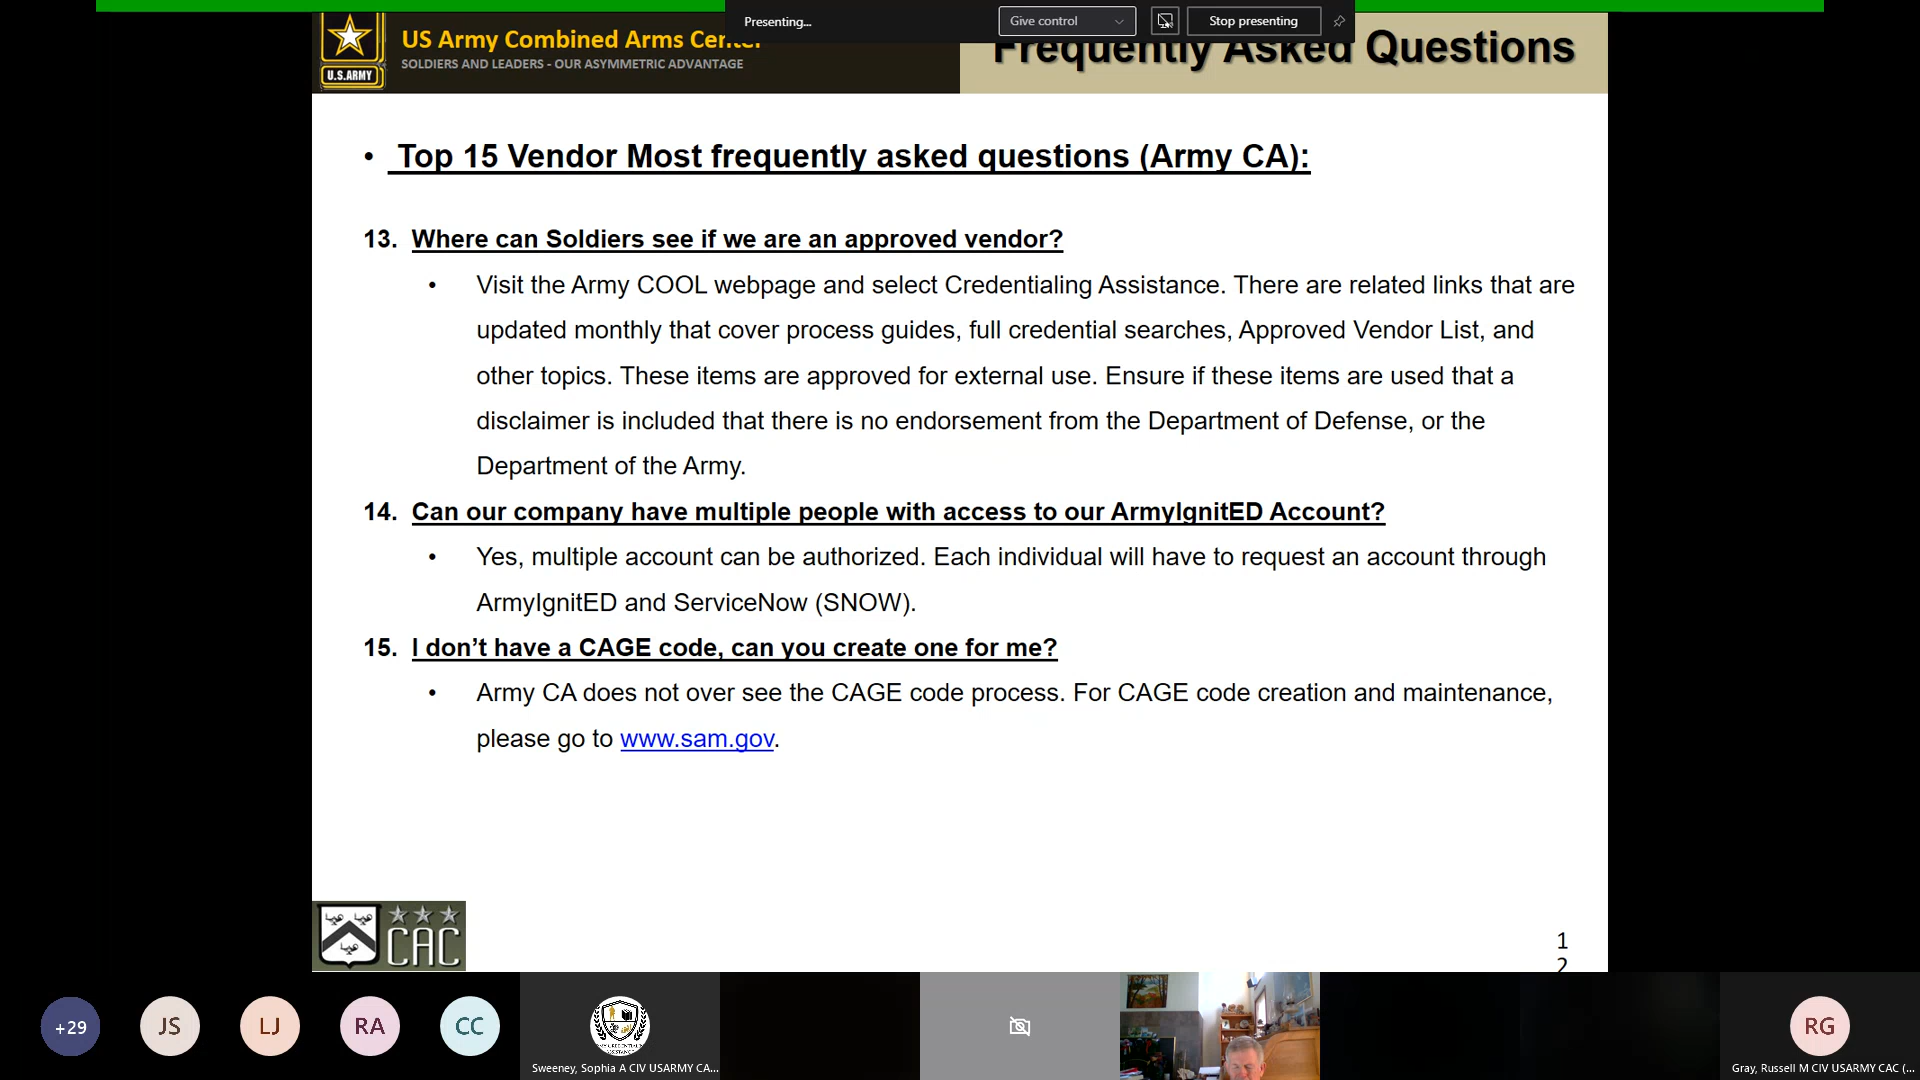 Presenting...
Give control
Stop presenting
US Army Combined Arms Center
SOLDIERS AND LEADERS - OUR ASYMMETRIC ADVANTAGE
U.S.ARMY
Frequently Asked Questions
• Top 15 Vendor Most frequently asked questions (Army CA):
13. Where can Soldiers see if we are an approved vendor?
• Visit the Army COOL webpage and select Credentialing Assistance. There are related links that are
updated monthly that cover process guides, full credential searches, Approved Vendor List, and
other topics. These items are approved for external use. Ensure if these items are used that a
disclaimer is included that there is no endorsement from the Department of Defense, or the
Department of the Army.
14. Can our company have multiple people with access to our ArmyIgnitED Account?
• Yes, multiple account can be authorized. Each individual will have to request an account through
ArmyIgnitED and ServiceNow (SNOW).
15. I don’t have a CAGE code, can you create one for me?
• Army CA does not over see the CAGE code process. For CAGE code creation and maintenance,
please go to www.sam.gov.
CAC
1
2
+29
JS
LJ
RA
CC
RG
Sweeney, Sophia A CIV USARMY CA...
Gray, Russell M CIV USARMY CAC (...